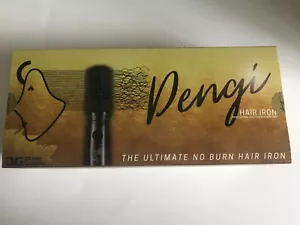 Dengi
HAIR IRON
THE ULTIMATE NO BURN HAIR IRON